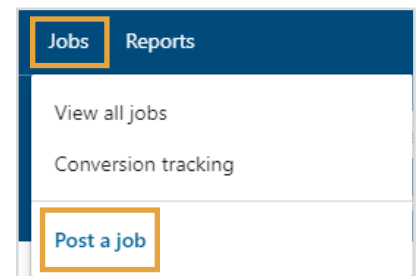 Jobs Reports
View all jobs
Conversion tracking
Post a job